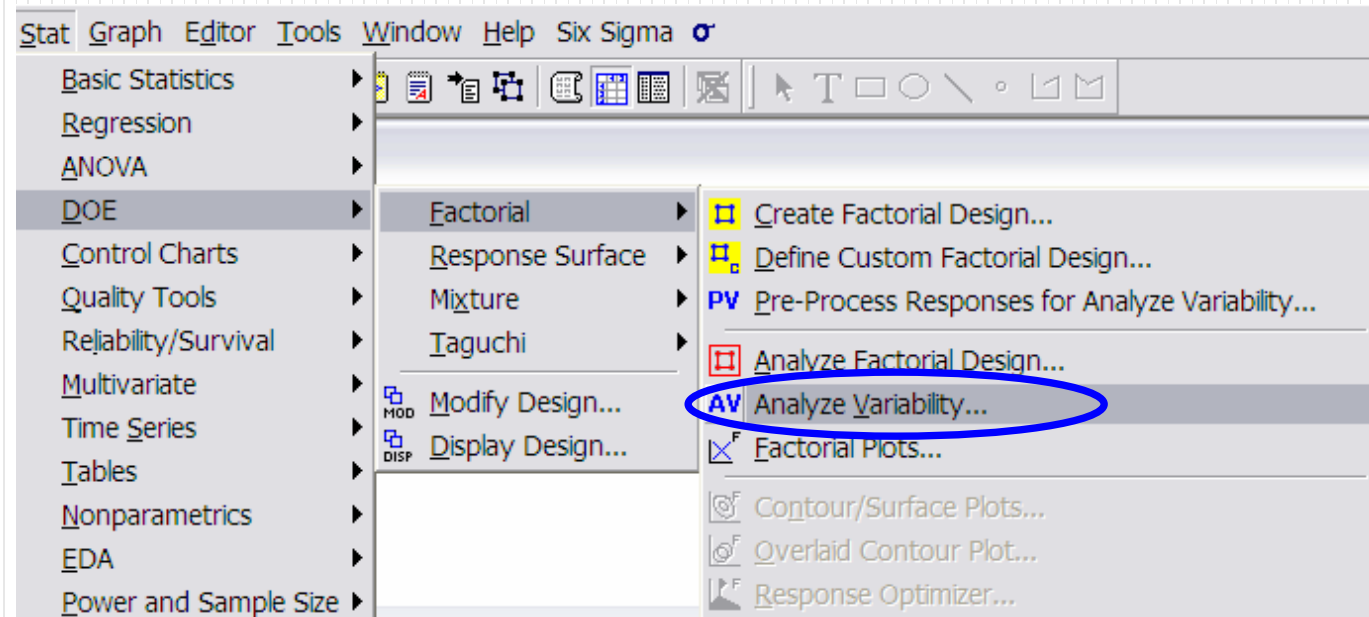 Stat Graph Editor Tools Window Help Six Sigma σ
Basic Statistics
Regression
ANOVA
DOE
Control Charts
Quality Tools
Reliability/Survival
Multivariate
Time Series
Tables
Nonparametrics
EDA
Power and Sample Size
Factorial
Response Surface
Mixture
Taguchi
MOD Modify Design...
DISP Display Design...
Create Factorial Design...
C Define Custom Factorial Design...
PV Pre-Process Responses for Analyze Variability...
Analyze Factorial Design...
AV Analyze Variability...
F Factorial Plots...
F Contour/Surface Plots...
F Overlaid Contour Plot...
F Response Optimizer...
T